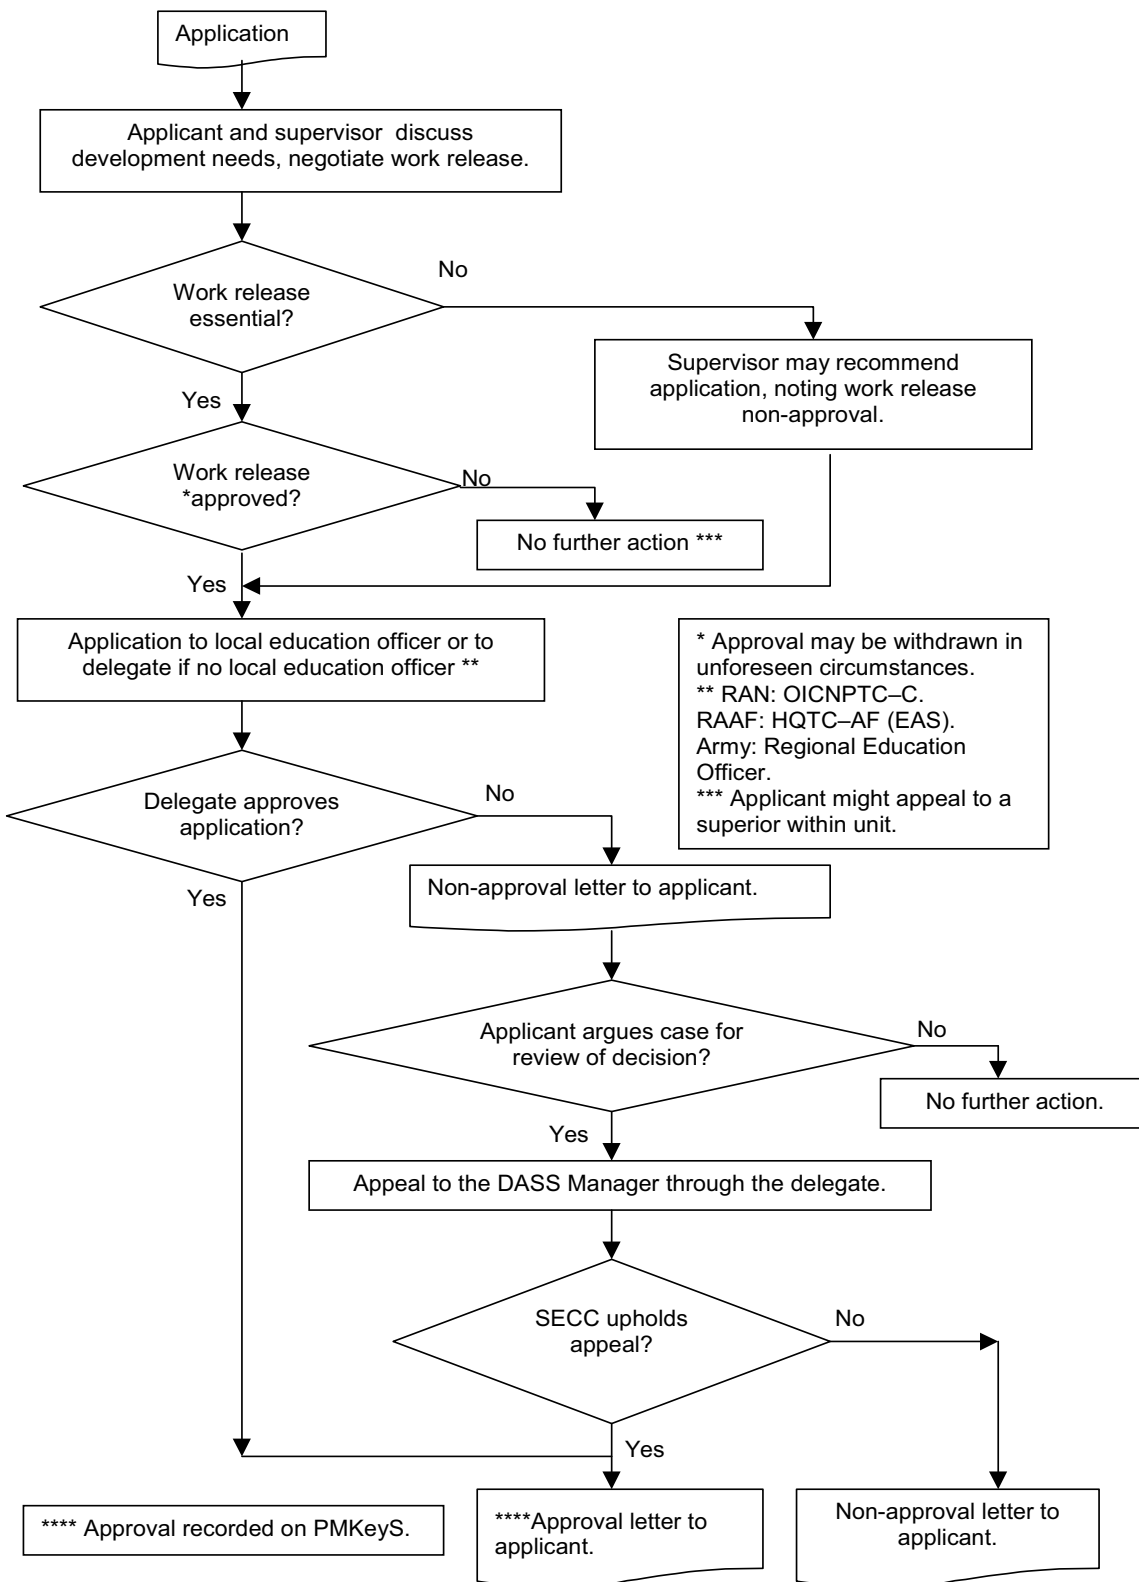 Application
Applicant and supervisor discuss
development needs, negotiate work release.
No
Work release
essential?
Supervisor may recommend
application, noting work release
non-approval.
Yes
Work release
*approved?
No
No further action ***
Yes
Application to local education officer or to
delegate if no local education officer **
* Approval may be withdrawn in
unforeseen circumstances.
** RAN: OICNPTC–C.
RAAF: HQTC–AF (EAS).
Army: Regional Education
Officer.
*** Applicant might appeal to a
superior within unit.
Delegate approves
application?
No
Yes
Non-approval letter to applicant.
Applicant argues case for
review of decision?
No
No further action.
Yes
Appeal to the DASS Manager through the delegate.
SECC upholds
appeal?
No
Yes
**** Approval recorded on PMKeyS.
****Approval letter to
applicant.
Non-approval letter to
applicant.